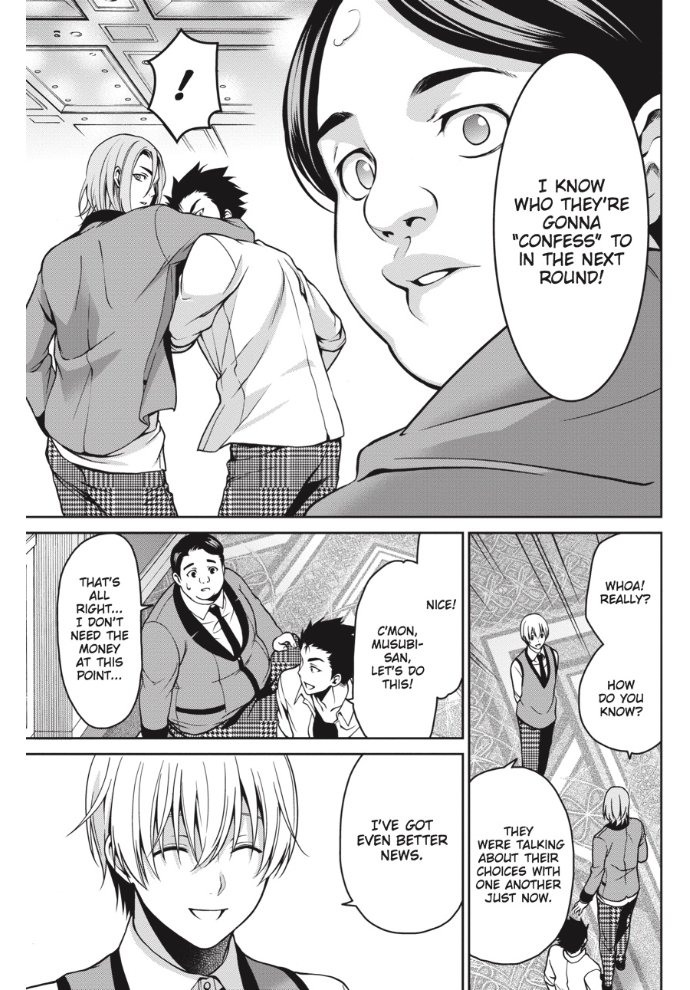 !
I KNOW
WHO THEY'RE
GONNA
"CONFESS" TO
IN THE NEXT
ROUND!
WHOA!
REALLY?
HOW
DO YOU
KNOW?
THEY
WERE TALKING
ABOUT THEIR
CHOICES WITH
ONE ANOTHER
JUST NOW.
NICE!
C'MON,
MUSUBI-
SAN,
LET'S DO
THIS!
THAT'S
ALL
RIGHT...
I DON'T
NEED THE
MONEY
AT THIS
POINT...
I'VE GOT
EVEN BETTER
NEWS.